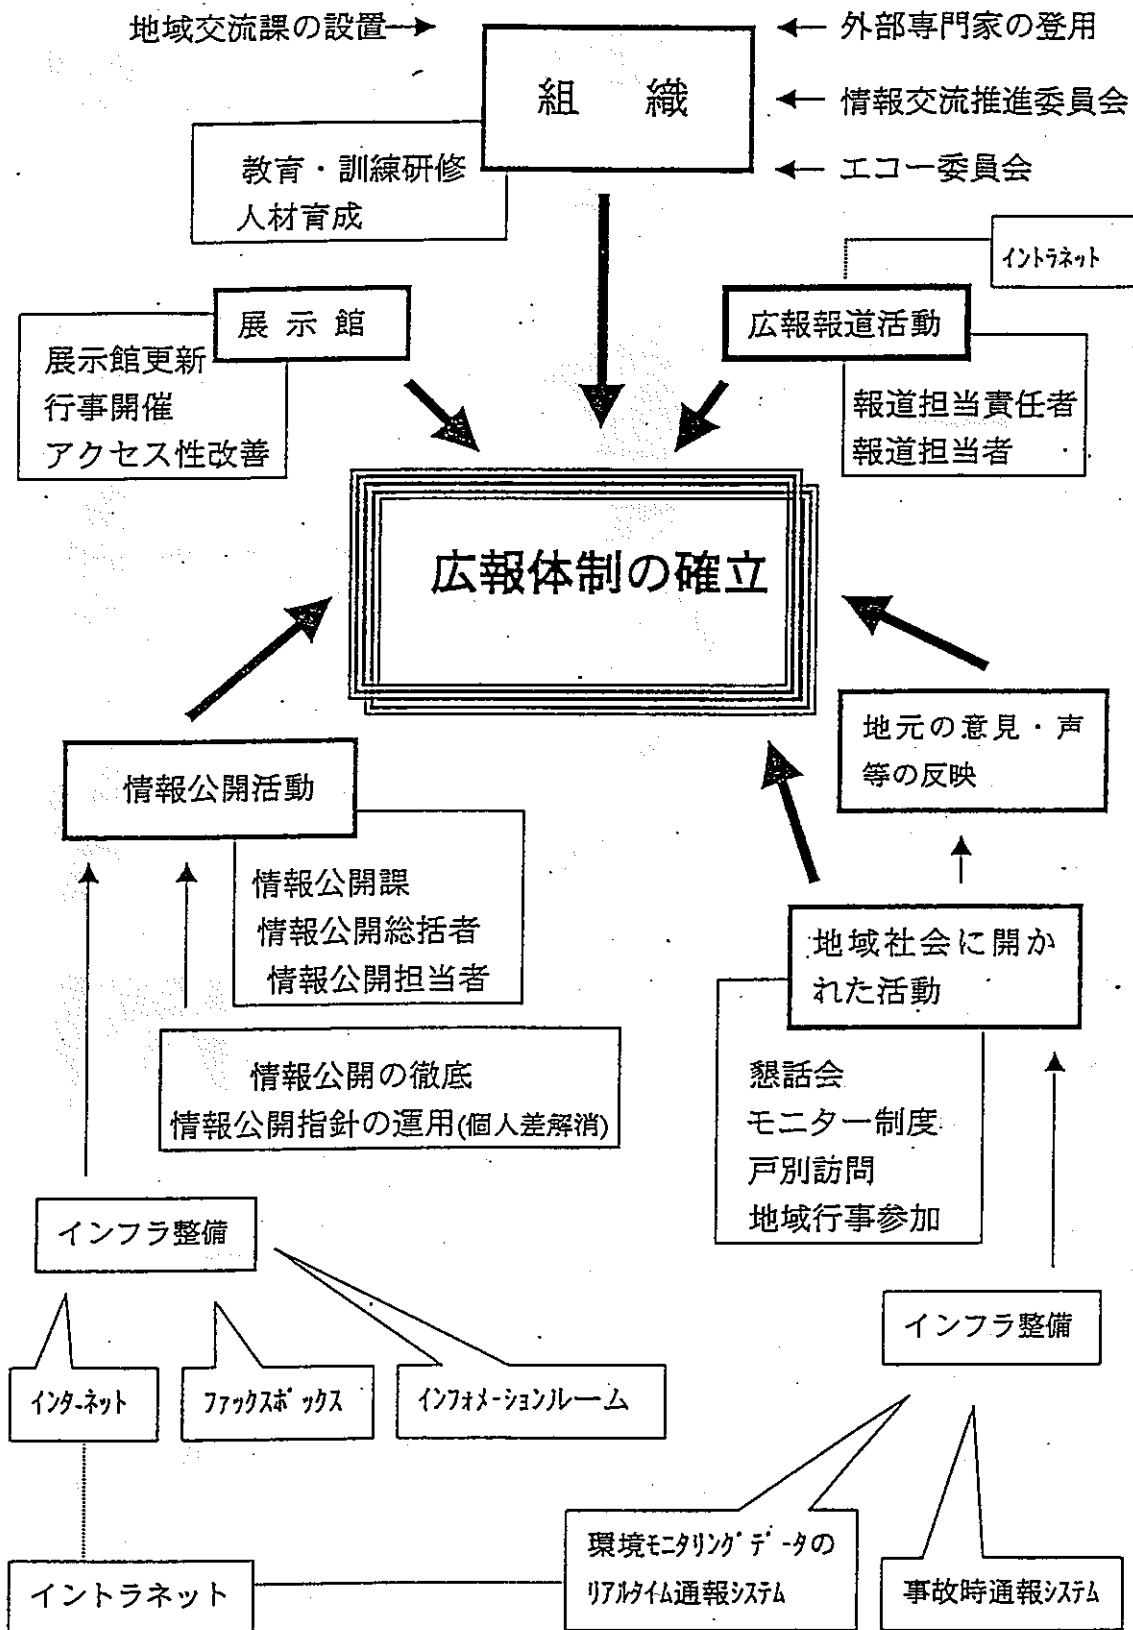 地域交流課の設置
外部専門家の登用
組 織
情報交流推進委員会
エコー委員会
教育・訓練研修
人材育成
イントラネット
展 示 館
広報報道活動
展示館更新
行事開催
アクセス性改善
報道担当責任者
報道担当者
広報体制の確立
地元の意見・声
等の反映
情報公開活動
情報公開課
情報公開総括者
情報公開担当者
地域社会に開か
れた活動
情報公開の徹底
情報公開指針の運用(個人差解消)
懇話会
モニター制度
戸別訪問
地域行事参加
インフラ整備
インフラ整備
インターネット
ファックスボックス
インフォメーションルーム
環境モニタリングデータの
リアルタイム通報システム
事故時通報システム
イントラネット